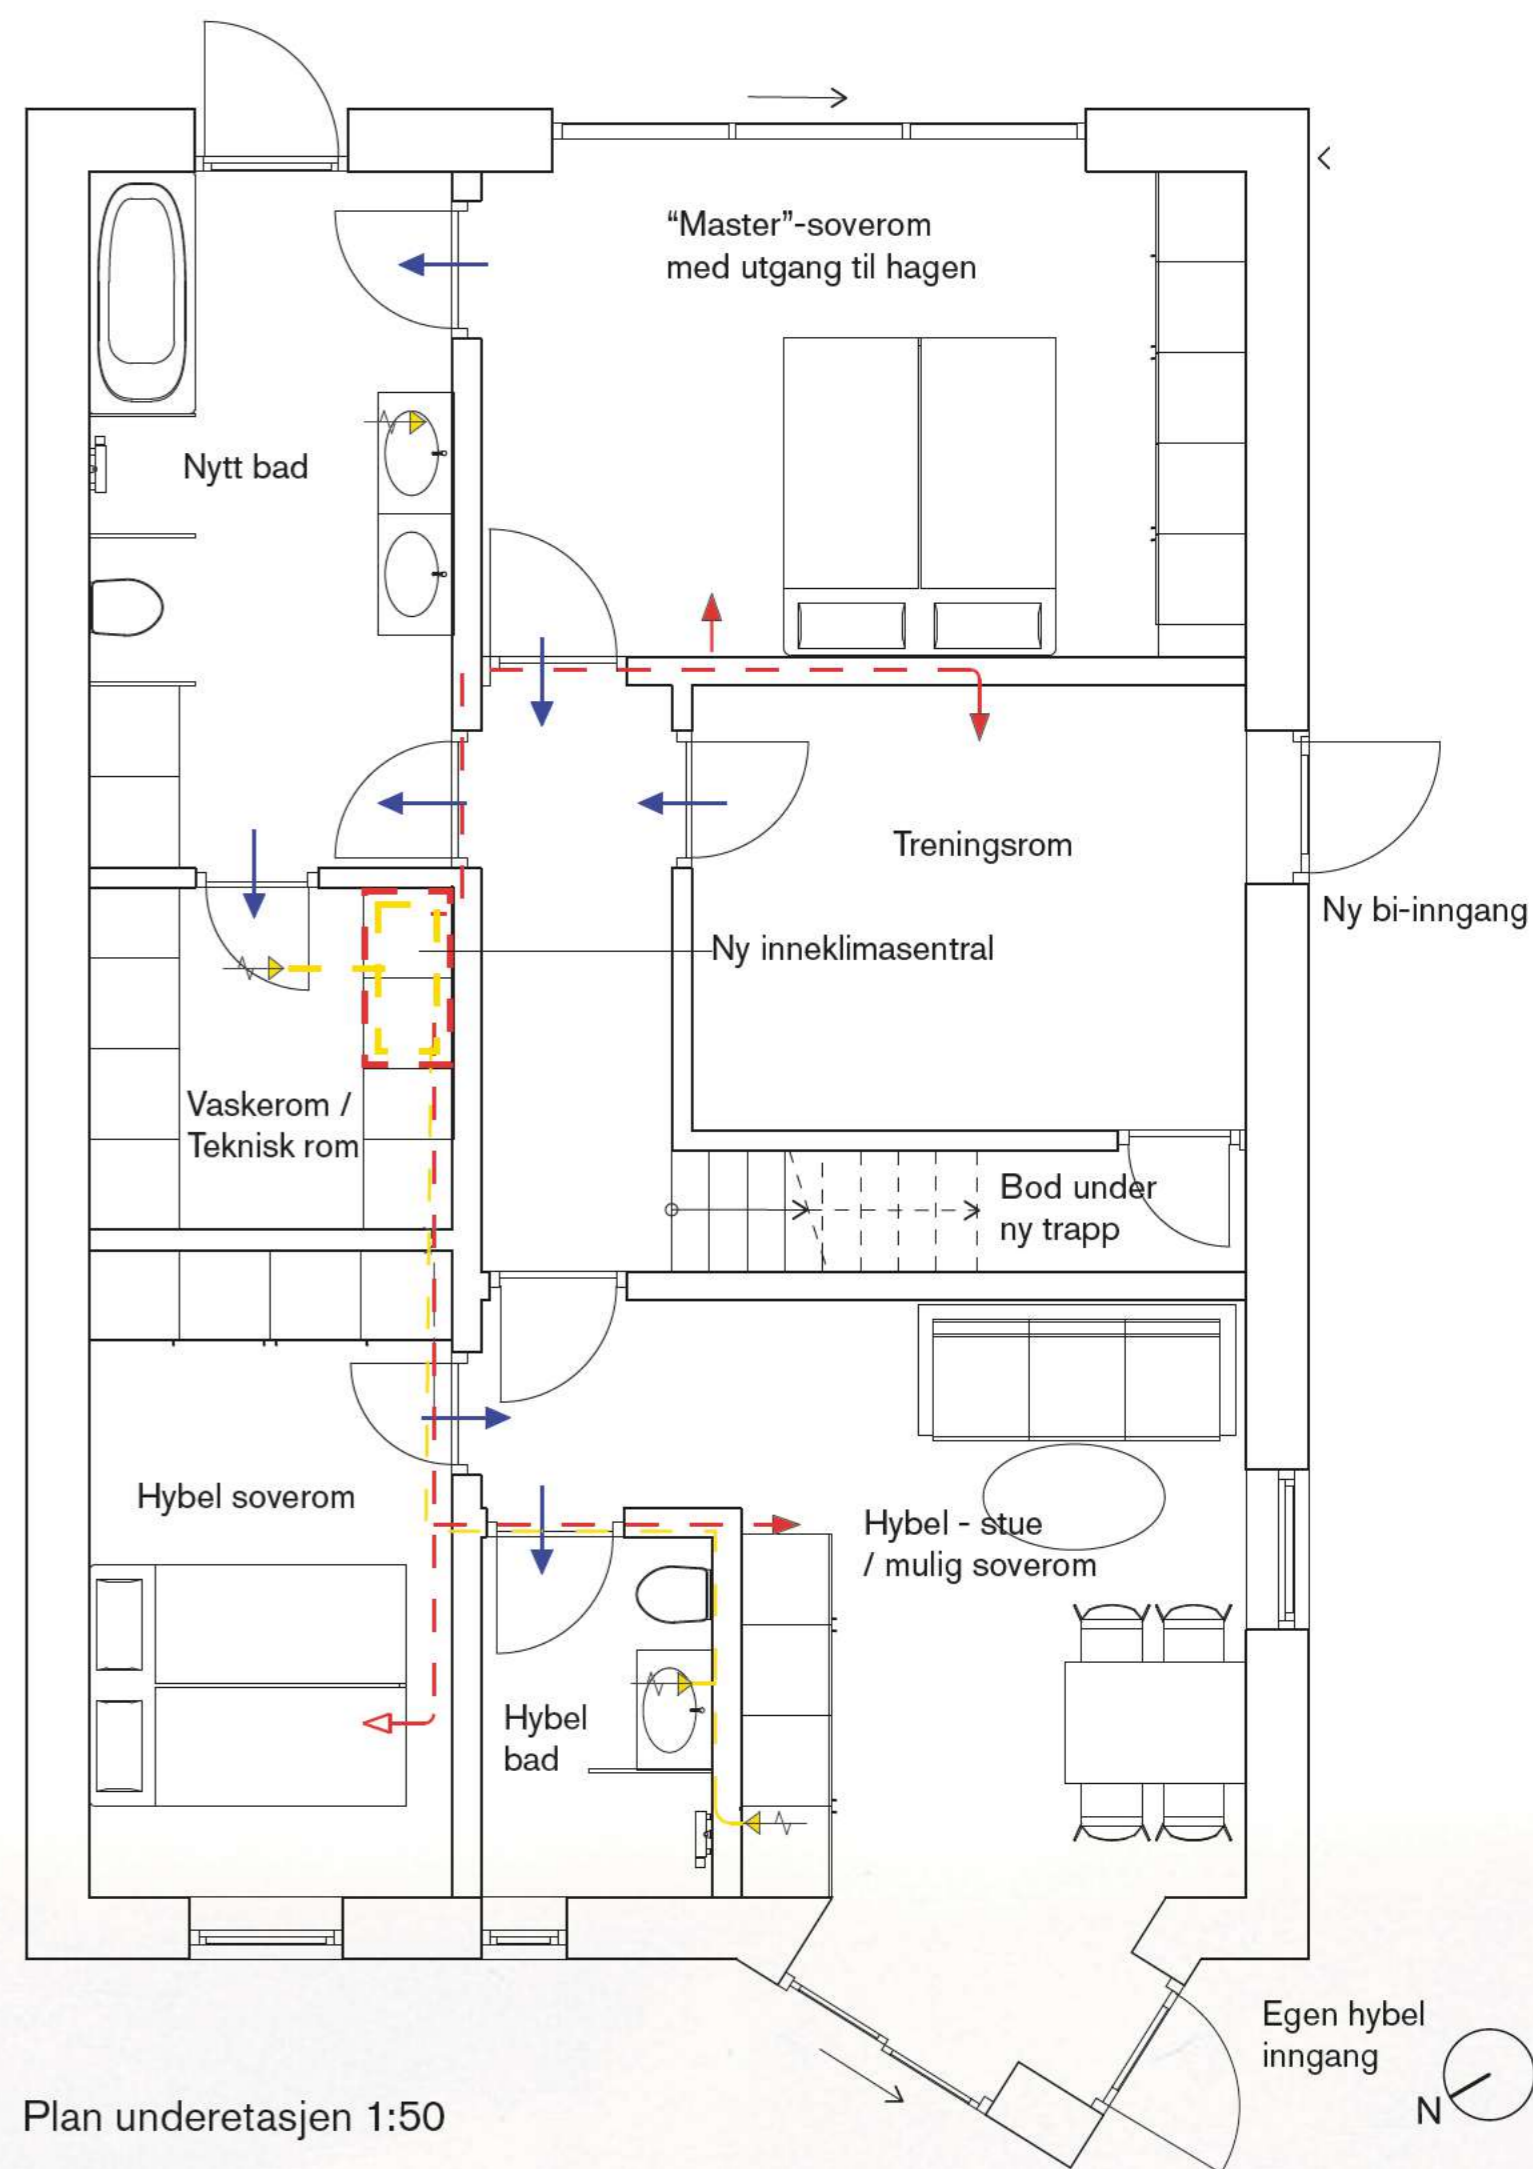 “Master”-soverom
med utgang til hagen
Nytt bad
Treningsrom
Ny bi-inngang
Ny inneklimasentral
Vaskerom /
Teknisk rom
Bod under
ny trapp
Hybel soverom
Hybel - stue
/ mulig soverom
Hybel
bad
Egen hybel
inngang
N
Plan underetasjen 1:50